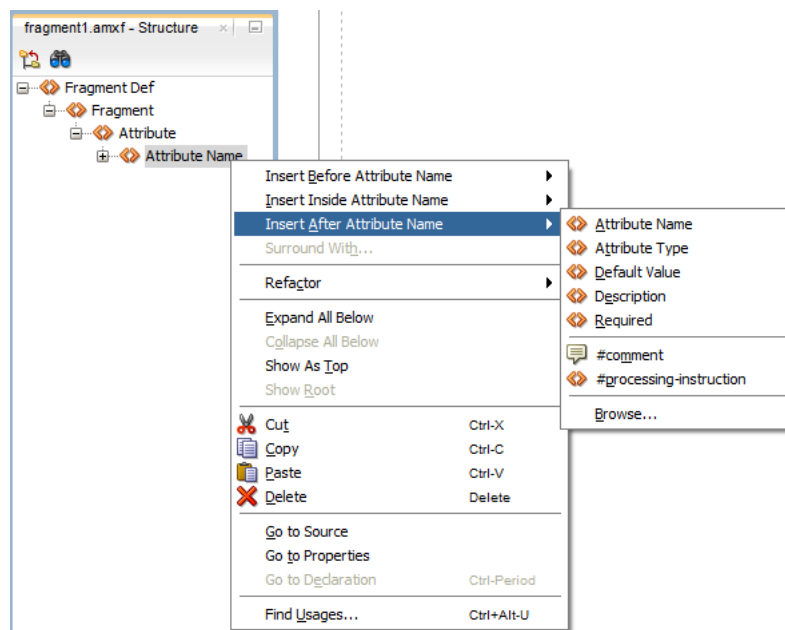 fragment1.amxf - Structure
Fragment Def
Fragment
Attribute
Attribute Name
Insert Before Attribute Name
Insert Inside Attribute Name
Insert After Attribute Name
Surround With...
Refactor
Expand All Below
Collapse All Below
Show As Top
Show Root
Cut Ctrl-X
Copy Ctrl-C
Paste Ctrl-V
Delete Delete
Go to Source
Go to Properties
Go to Declaration Ctrl-Period
Find Usages... Ctrl+Alt-U
Attribute Name
Attribute Type
Default Value
Description
Required
#comment
#processing-instruction
Browse...